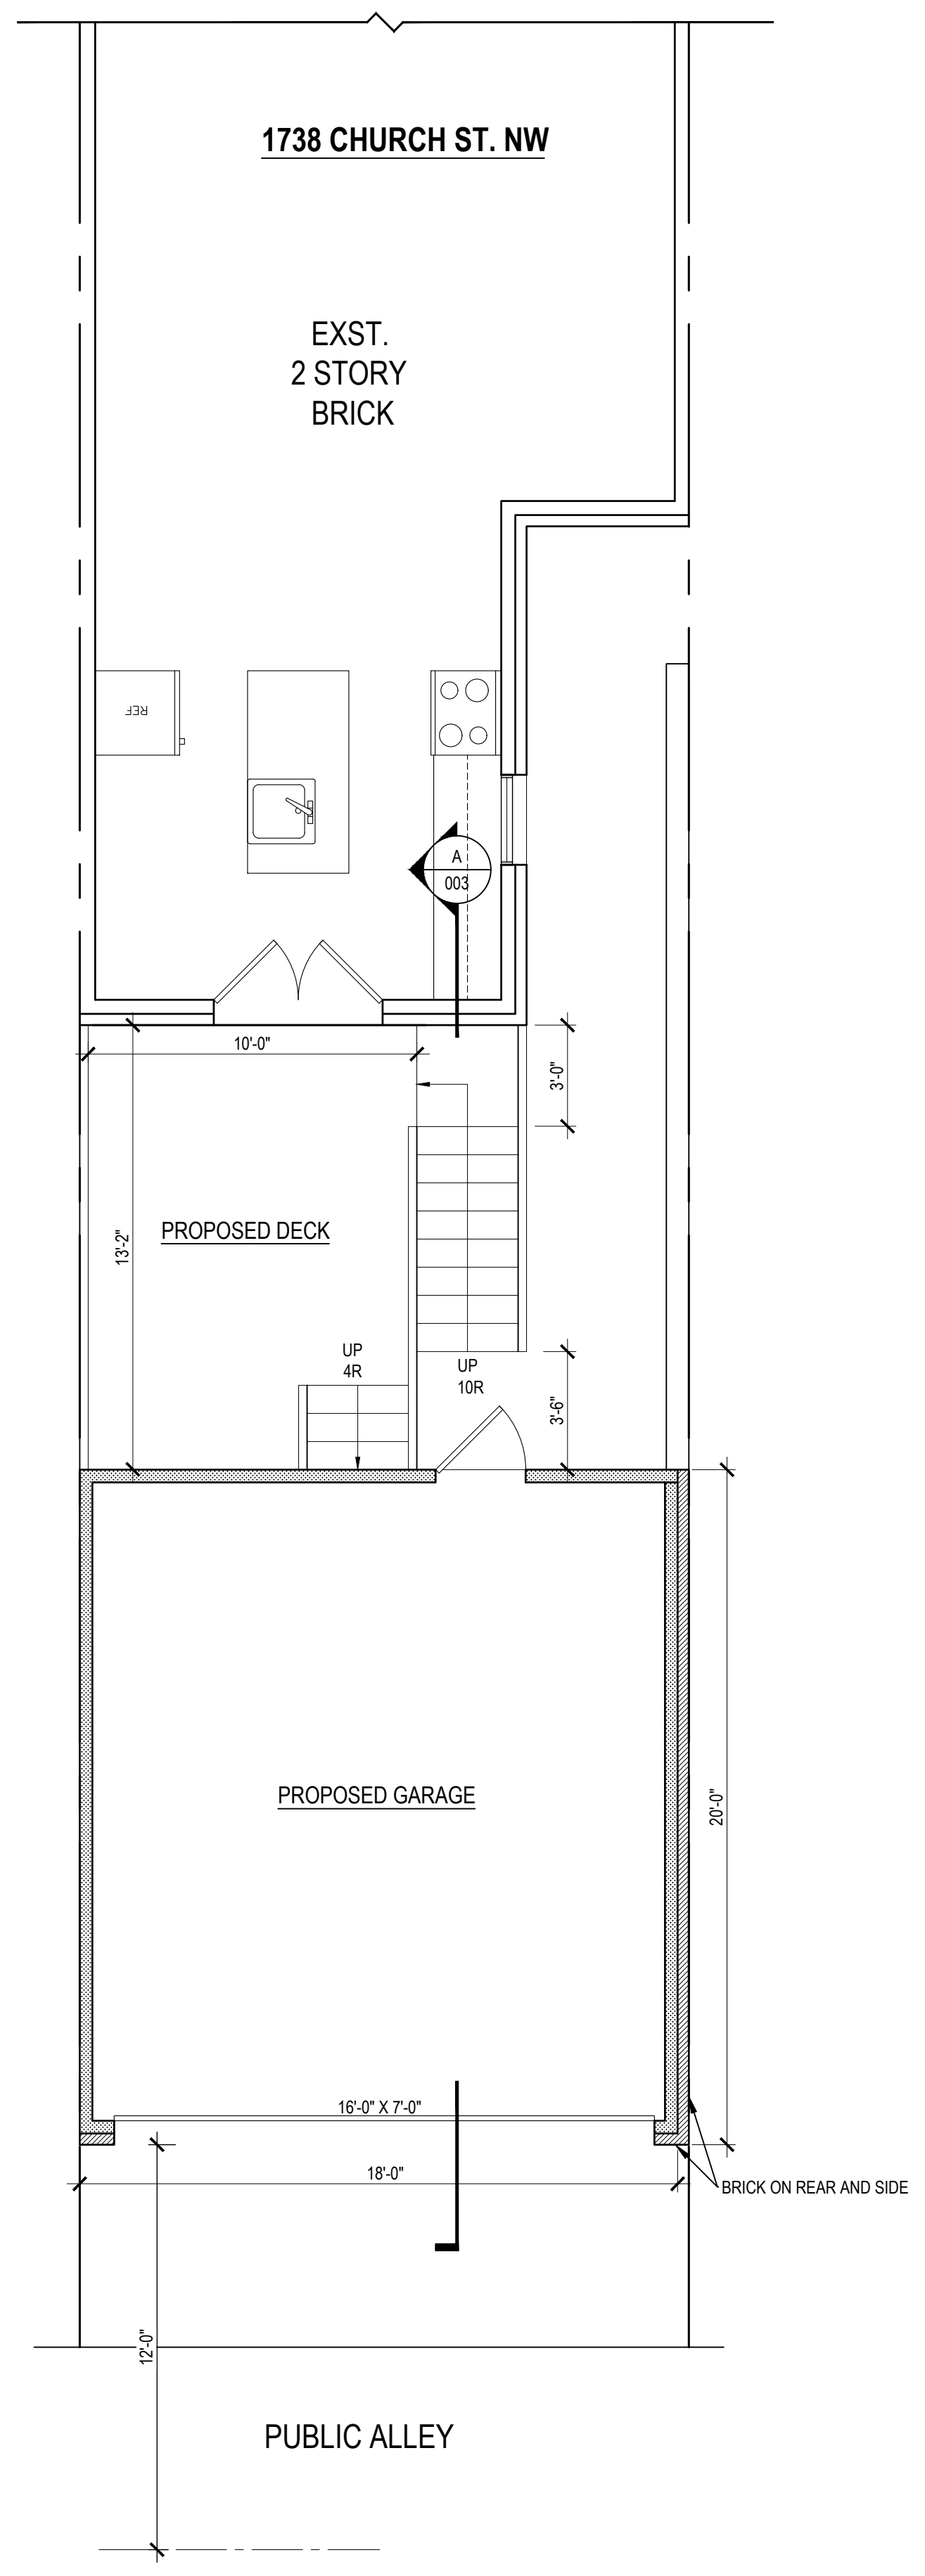 1738 CHURCH ST. NW
EXST.
2 STORY
BRICK
REF
A
003
10'-0"
3'-0"
PROPOSED DECK
13'-2"
UP
4R
UP
10R
3'-6"
PROPOSED GARAGE
20'-0"
16'-0" X 7'-0"
18'-0"
BRICK ON REAR AND SIDE
12'-0"
PUBLIC ALLEY